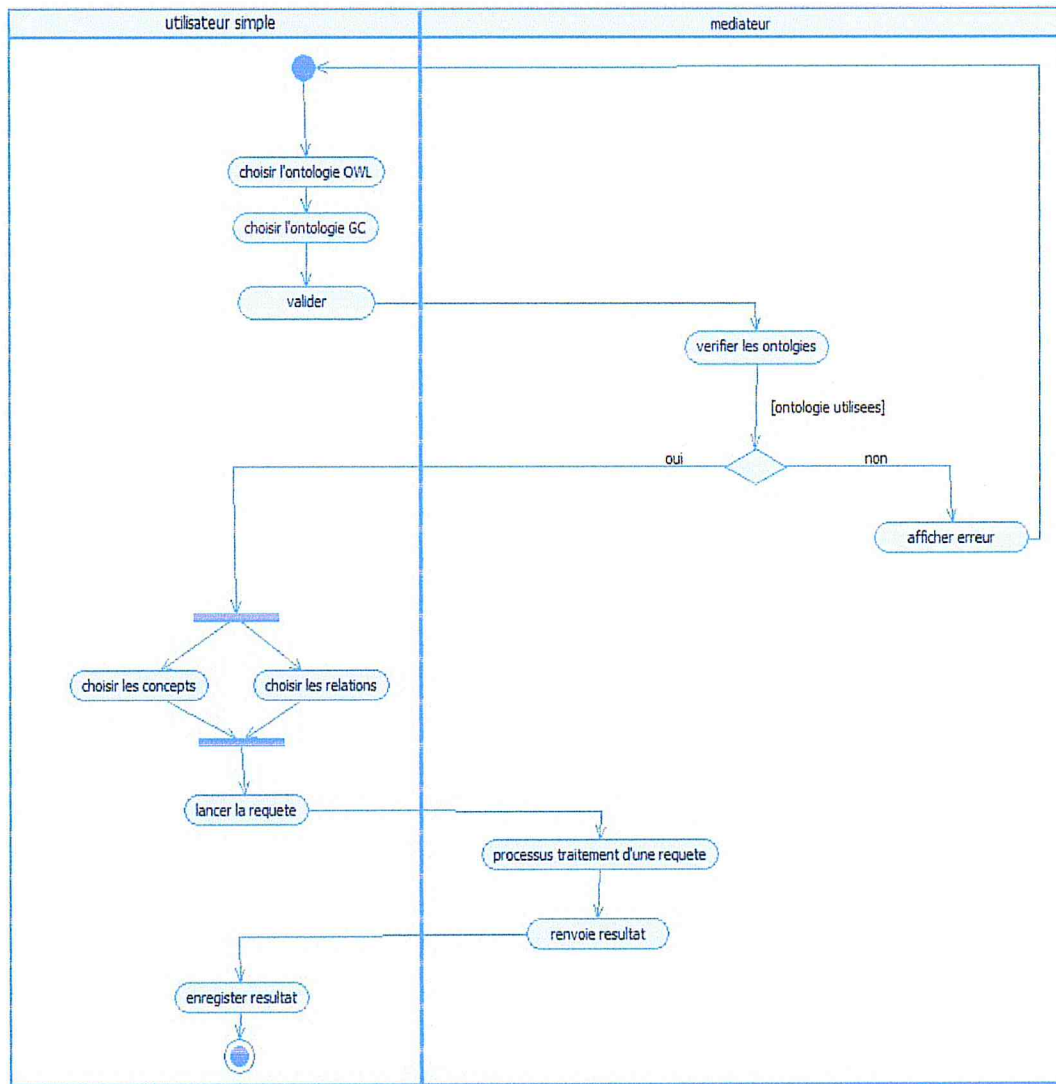 utilisateur simple
mediateur
choisir l'ontologie OWL
choisir l'ontologie GC
valider
verifier les ontolgies
[ontologie utilisees]
oui
non
afficher erreur
choisir les concepts
choisir les relations
lancer la requete
processus traitement d'une requete
renvoie resultat
enregister resultat